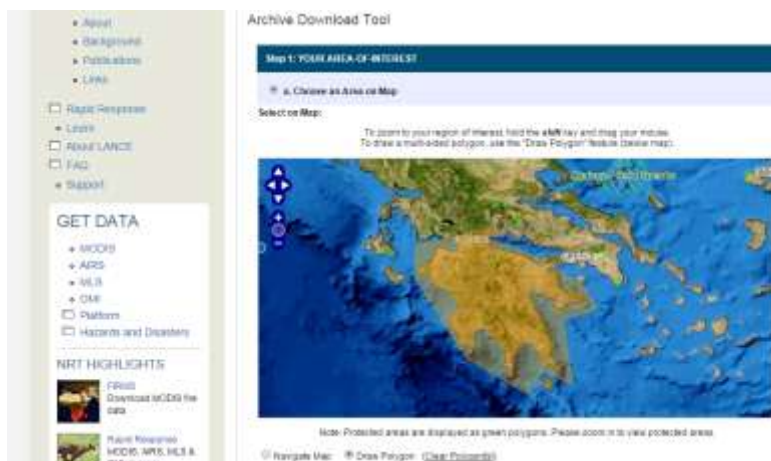 About
Background
Publications
Links
Rapid Response
Learn
About LANCE
FAQ
Support
GET DATA
MODIS
AIRS
MLS
OMI
Platform
Hazards and Disasters
NRT HIGHLIGHTS
FIRMS
Download MODIS fire
data
Rapid Response
MODIS, AIRS, MLS &
Archive Download Tool
Step 1: YOUR AREA-OF-INTEREST
a. Choose an Area on Map
Select on Map:
To zoom to your region of interest, hold the shift key and drag your mouse.
To draw a multi-sided polygon, use the "Draw Polygon" feature (below map).
Note: Protected areas are displayed as green polygons. Please zoom in to view protected areas
Navigate Map Draw Polygon (Clear Polygon(s))